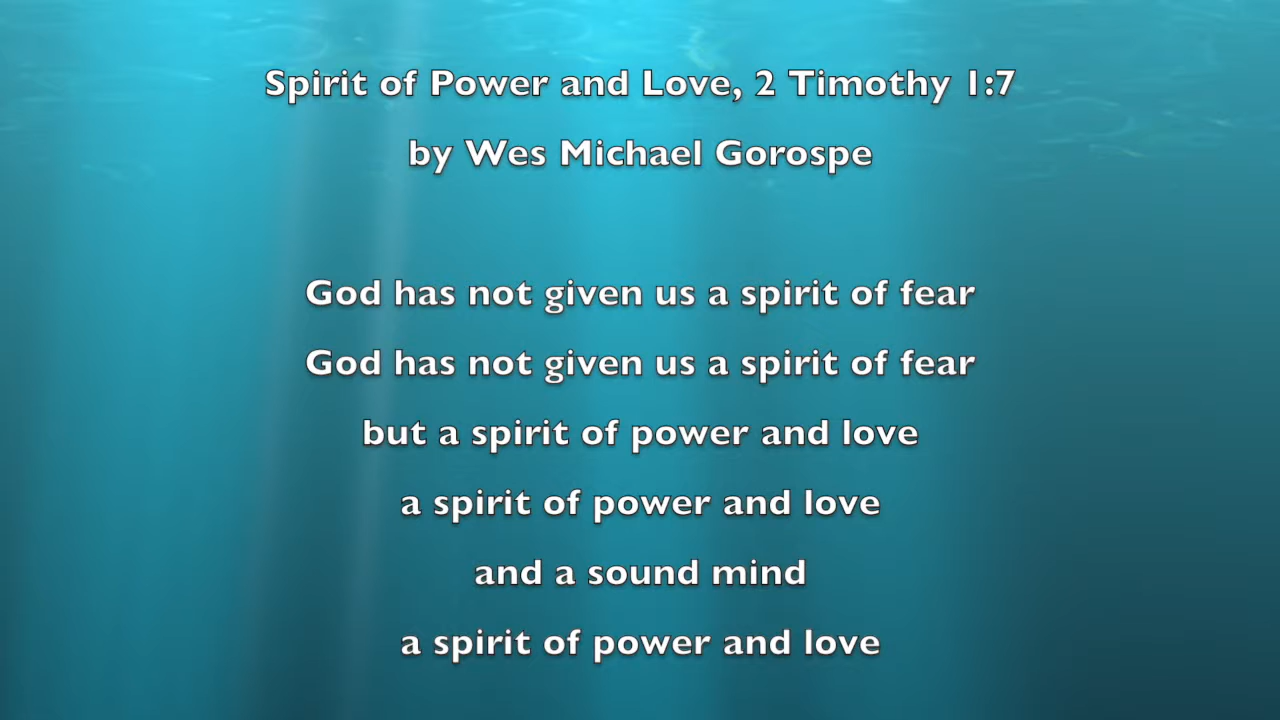 Spirit of Power and Love, 2 Timothy 1:7
by Wes Michael Gorospe
God has not given us a spirit of fear
God has not given us a spirit of fear
but a spirit of power and love
a spirit of power and love
and a sound mind
a spirit of power and love